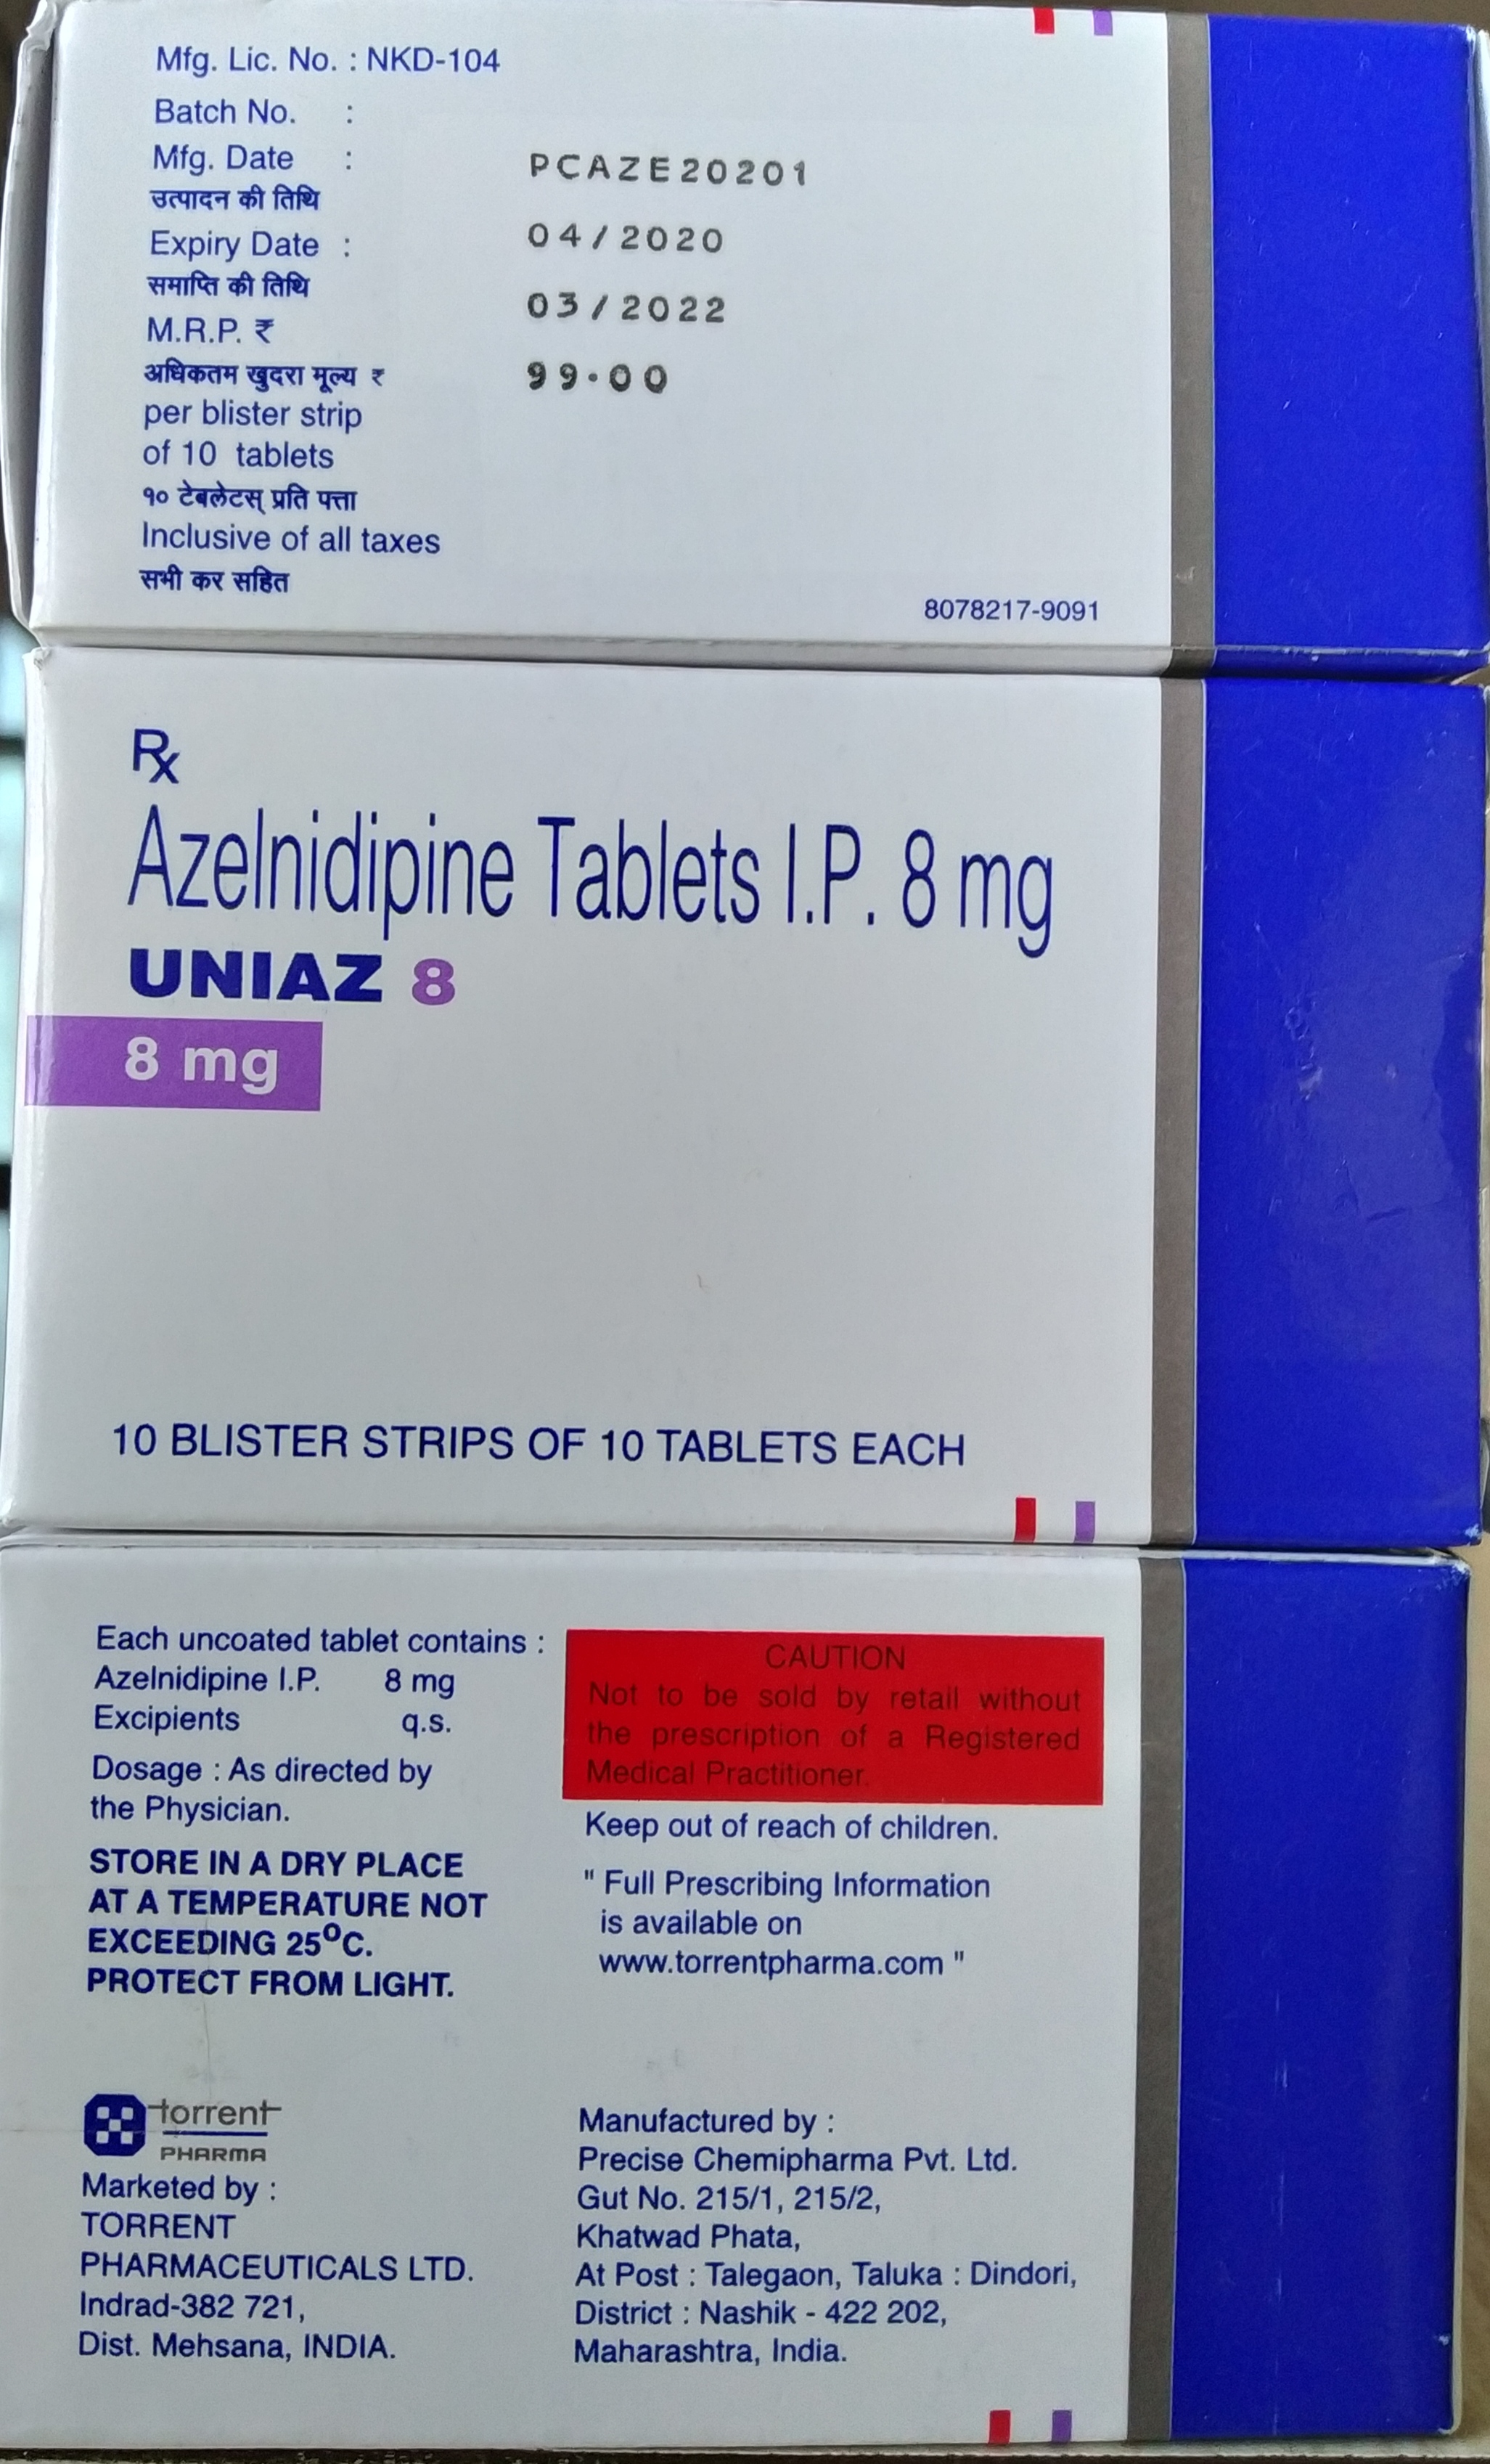 Mfg. Lic. No. : NKD-104
Batch No. :
PCAZE20201
Mfg. Date :
उत्पादन की तिथि
04/2020
Expiry Date :
समाप्ति की तिथि
03/2022
M.R.P. ₹
अधिकतम खुदरा मूल्य ₹
99.00
per blister strip
of 10 tablets
१० टेबलेटस् प्रति पत्ता
Inclusive of all taxes
सभी कर सहित
8078217-9091
Rx
Azelnidipine Tablets I.P. 8 mg
UNIAZ 8
8 mg
10 BLISTER STRIPS OF 10 TABLETS EACH
Each uncoated tablet contains :
Azelnidipine I.P. 8 mg
Excipients q.s.
Dosage : As directed by
the Physician.
STORE IN A DRY PLACE
AT A TEMPERATURE NOT
EXCEEDING 25°C.
PROTECT FROM LIGHT.
CAUTION
Not to be sold by retail without
the prescription of a Registered
Medical Practitioner.
Keep out of reach of children.
" Full Prescribing Information
is available on
www.torrentpharma.com "
torrent
PHARMA
Marketed by :
TORRENT
PHARMACEUTICALS LTD.
Indrad-382 721,
Dist. Mehsana, INDIA.
Manufactured by :
Precise Chemipharma Pvt. Ltd.
Gut No. 215/1, 215/2,
Khatwad Phata,
At Post : Talegaon, Taluka : Dindori,
District : Nashik - 422 202,
Maharashtra, India.